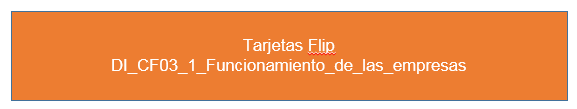 Tarjetas Flip
DI_CF03_1_Funcionamiento_de_las_empresas